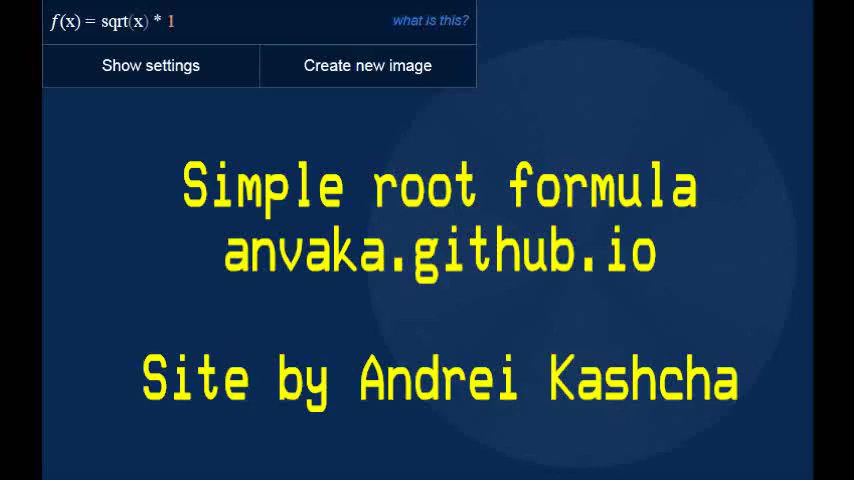 f(x) = sqrt(x) * 1
what is this?
Show settings
Create new image
Simple root formula
anvaka.github.io
Site by Andrei Kashcha